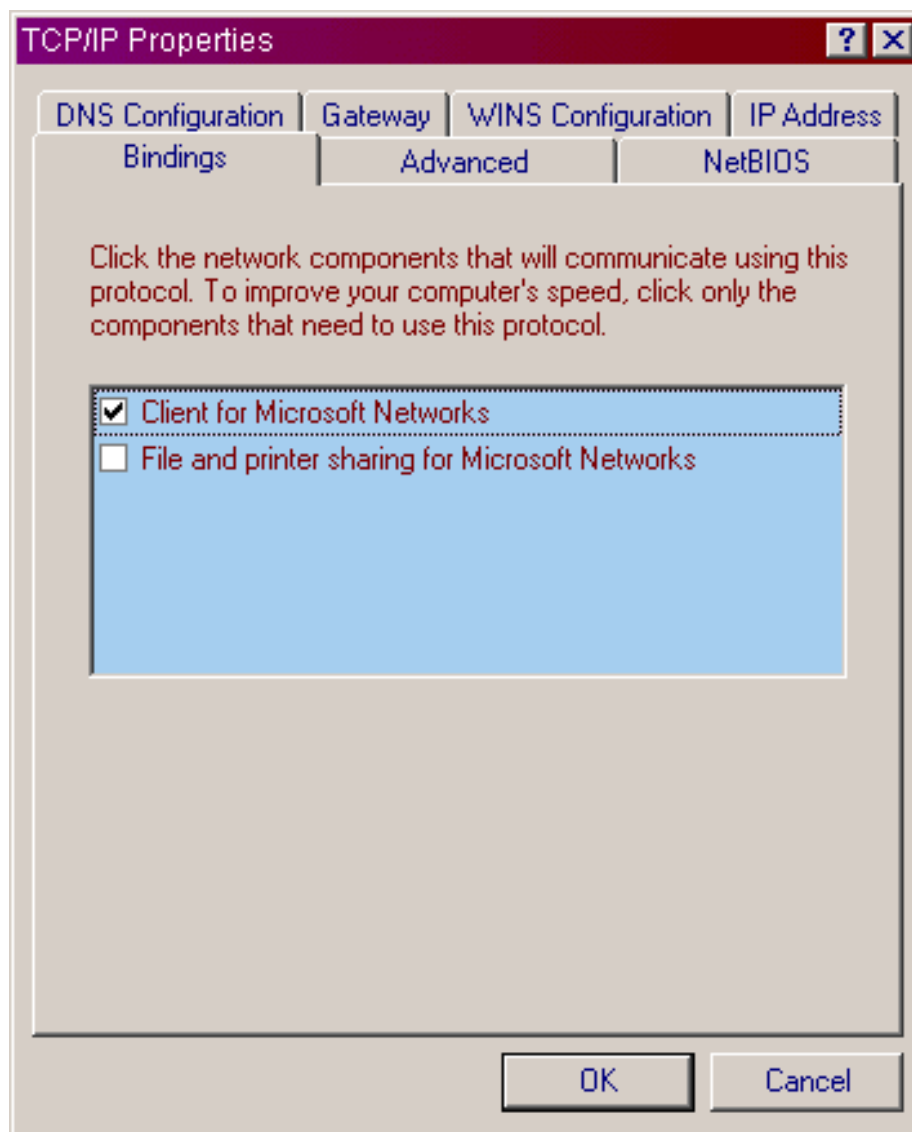 TCP/IP Properties
DNS Configuration Gateway WINS Configuration IP Address
Bindings Advanced NetBIOS
Click the network components that will communicate using this
protocol. To improve your computer's speed, click only the
components that need to use this protocol.
Client for Microsoft Networks
File and printer sharing for Microsoft Networks
OK Cancel